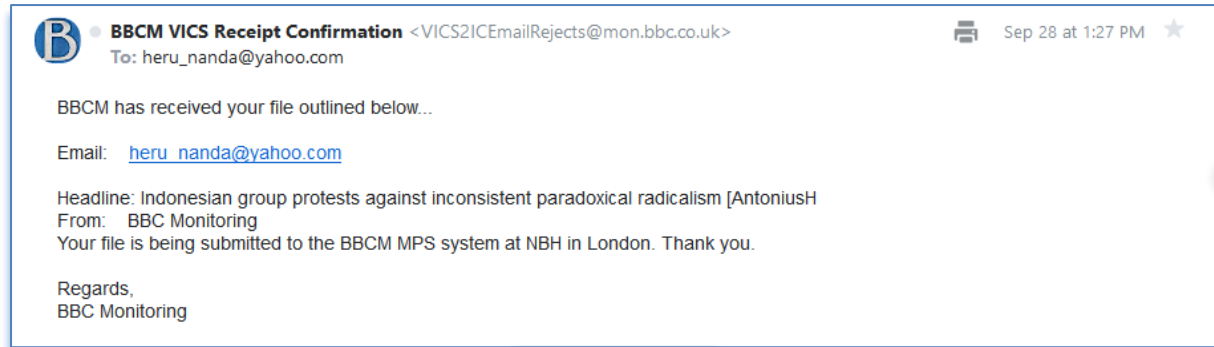 B BBCM VICS Receipt Confirmation <VICS2ICEmailRejects@mon.bbc.co.uk> Sep 28 at 1:27 PM
To: heru_nanda@yahoo.com
BBCM has received your file outlined below...
Email: heru_nanda@yahoo.com
Headline: Indonesian group protests against inconsistent paradoxical radicalism [AntoniusH
From: BBC Monitoring
Your file is being submitted to the BBCM MPS system at NBH in London. Thank you.
Regards,
BBC Monitoring